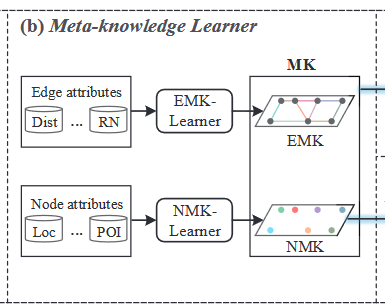 (b) Meta-knowledge Learner
MK
Edge attributes
Dist ... RN
EMK-
Learner
EMK
Node attributes
Loc ... POI
NMK-
Learner
NMK